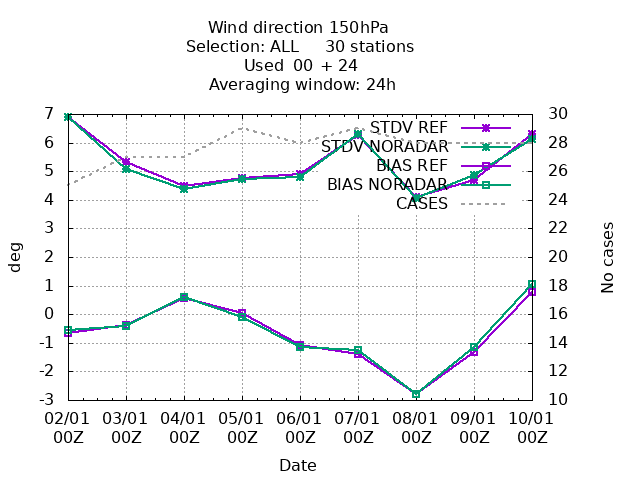 Wind direction 150hPa
Selection: ALL 30 stations
Used 00 + 24
Averaging window: 24h
7 30
STDV REF
6 28
STDV NORADAR
BIAS REF
5 26
BIAS NORADAR
4 24
CASES
3 22
2 20
1 18
0 16
-1 14
-2 12
-3 10
deg
No cases
02/01 03/01 04/01 05/01 06/01 07/01 08/01 09/01 10/01
00Z 00Z 00Z 00Z 00Z 00Z 00Z 00Z 00Z
Date